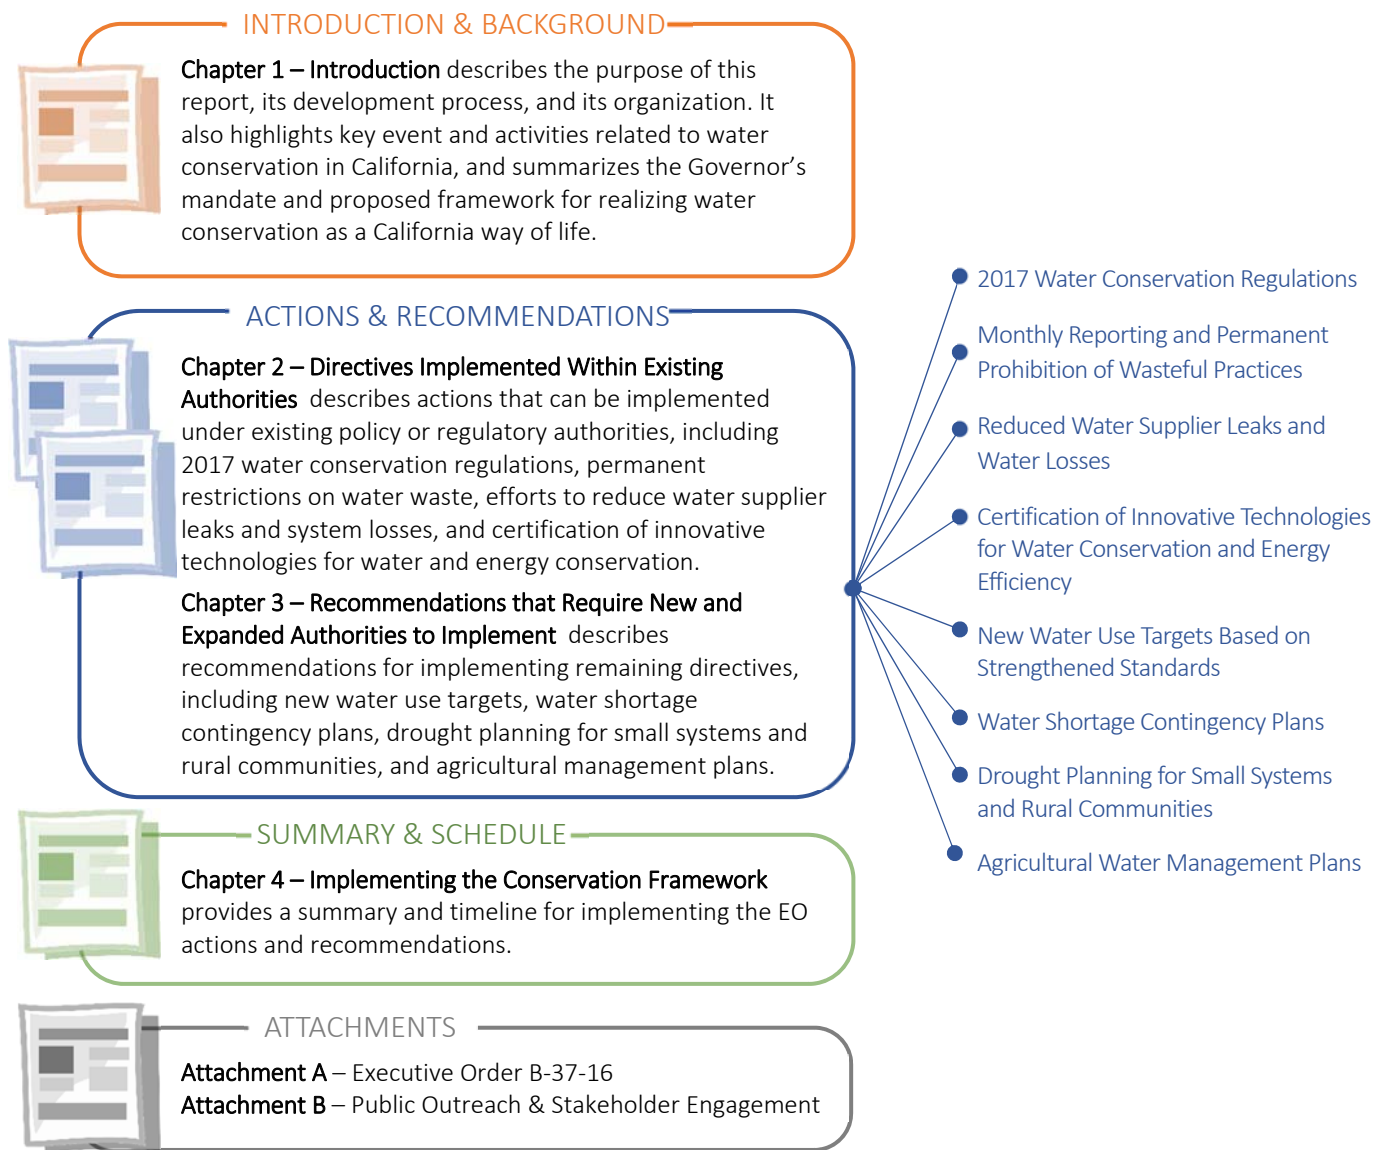 INTRODUCTION & BACKGROUND
Chapter 1 – Introduction describes the purpose of this
report, its development process, and its organization. It
also highlights key event and activities related to water
conservation in California, and summarizes the Governor’s
mandate and proposed framework for realizing water
conservation as a California way of life.
ACTIONS & RECOMMENDATIONS
Chapter 2 – Directives Implemented Within Existing
Authorities describes actions that can be implemented
under existing policy or regulatory authorities, including
2017 water conservation regulations, permanent
restrictions on water waste, efforts to reduce water supplier
leaks and system losses, and certification of innovative
technologies for water and energy conservation.
Chapter 3 – Recommendations that Require New and
Expanded Authorities to Implement describes
recommendations for implementing remaining directives,
including new water use targets, water shortage
contingency plans, drought planning for small systems and
rural communities, and agricultural management plans.
2017 Water Conservation Regulations
Monthly Reporting and Permanent
Prohibition of Wasteful Practices
Reduced Water Supplier Leaks and
Water Losses
Certification of Innovative Technologies
for Water Conservation and Energy
Efficiency
New Water Use Targets Based on
Strengthened Standards
Water Shortage Contingency Plans
Drought Planning for Small Systems
and Rural Communities
Agricultural Water Management Plans
SUMMARY & SCHEDULE
Chapter 4 – Implementing the Conservation Framework
provides a summary and timeline for implementing the EO
actions and recommendations.
ATTACHMENTS
Attachment A – Executive Order B-37-16
Attachment B – Public Outreach & Stakeholder Engagement